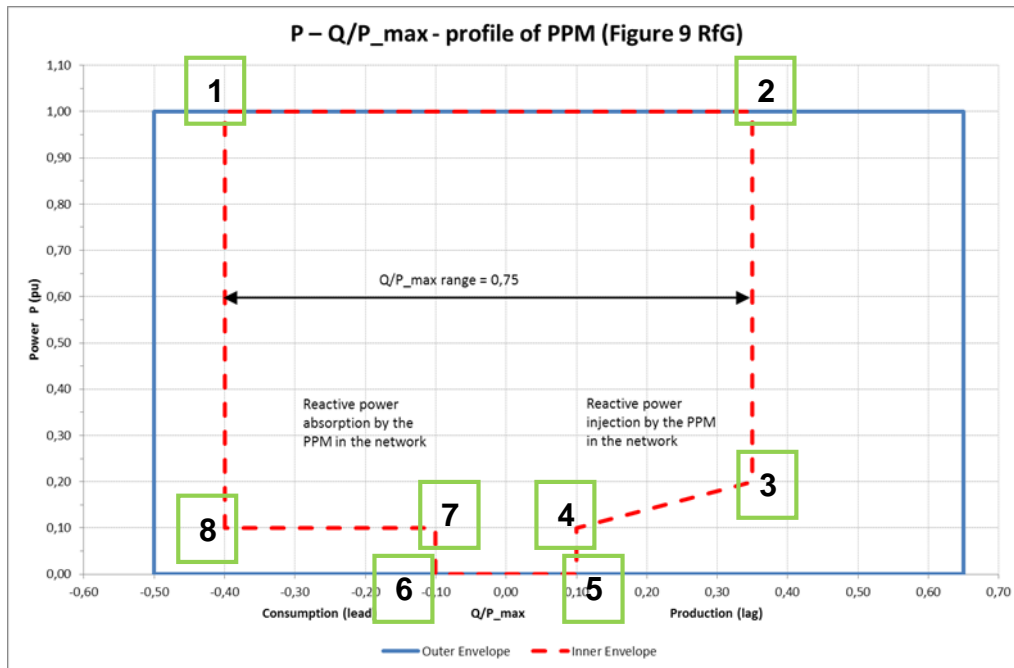 P – Q/P_max - profile of PPM (Figure 9 RfG)
1,10
1
2
1,00
0,90
0,80
0,70
Q/P_max range = 0,75
0,60
Power P (pu)
0,50
0,40
Reactive power
absorption by the
PPM in the network
Reactive power
injection by the PPM
in the network
0,30
0,20
3
8
7
4
0,10
0,00
6
5
-0,60 -0,50 -0,40 -0,30 -0,20 -0,10 0,00 0,10 0,20 0,30 0,40 0,50 0,60 0,70
Consumption (lead Q/P_max Production (lag)
Outer Envelope Inner Envelope